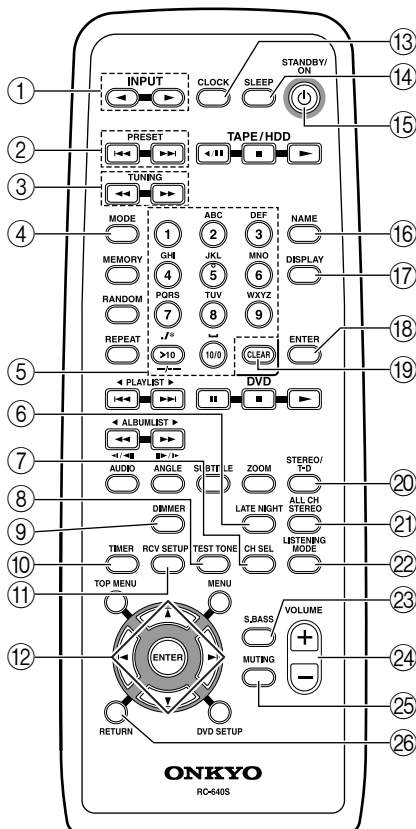 STANDBY/
ON
INPUT
CLOCK
SLEEP
13
14
1
15
PRESET
TAPE/HDD
2
TUNING
3
MODE
ABC
DEF
NAME
4
1
2
3
16
MEMORY
GHI
JKL
MNO
DISPLAY
4
5
6
17
RANDOM
PQRS
TUV
WXYZ
7
8
9
18
REPEAT
./*
ENTER
>10
10/0
CLEAR
5
-/--
19
◄ PLAYLIST ►
DVD
6
◄ ALBUMLIST ►
7
AUDIO
ANGLE
SUBTITLE
ZOOM
STEREO/
T-D
8
20
DIMMER
LATE NIGHT
ALL CH
STEREO
9
21
TIMER
RCV SETUP
TEST TONE
CH SEL
LISTENING
MODE
10
22
11
TOP MENU
MENU
S.BASS
VOLUME
23
+
12
ENTER
MUTING
24
−
25
RETURN
DVD SETUP
26
ONKYO
RC-640S